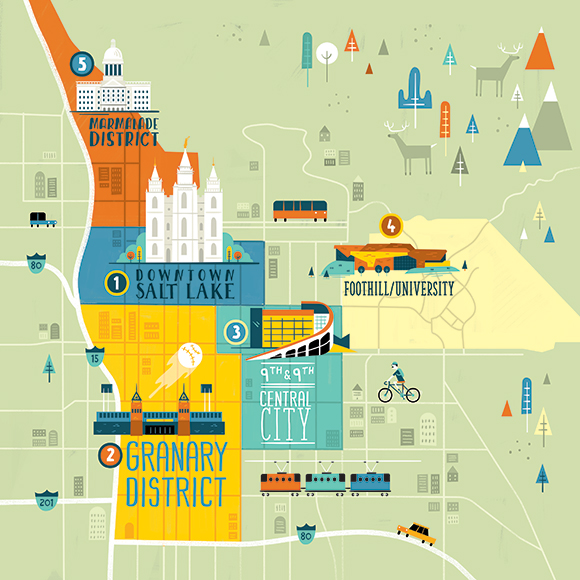 5
MARMALADE
DISTRICT
4
FOOTHILL/UNIVERSITY
80
1
DOWNTOWN
SALT LAKE
3
9TH & 9TH
CENTRAL
CITY
15
2
GRANARY
DISTRICT
201
80